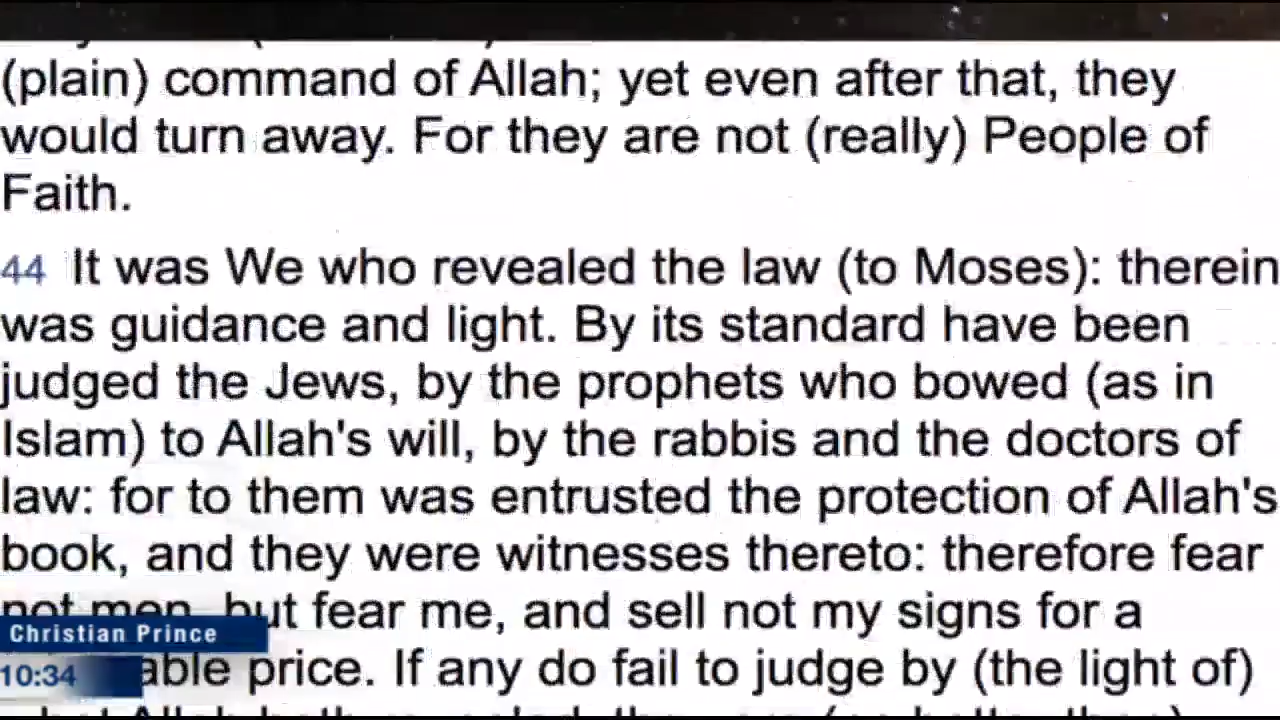 (plain) command of Allah; yet even after that, they
would turn away. For they are not (really) People of
Faith.
44 It was We who revealed the law (to Moses): therein
was guidance and light. By its standard have been
judged the Jews, by the prophets who bowed (as in
Islam) to Allah's will, by the rabbis and the doctors of
law: for to them was entrusted the protection of Allah's
book, and they were witnesses thereto: therefore fear
not men, but fear me, and sell not my signs for a
able price. If any do fail to judge by (the light of)
Christian Prince
10:34